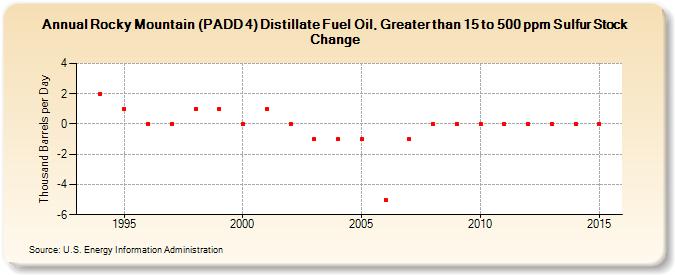 Annual Rocky Mountain (PADD 4) Distillate Fuel Oil, Greater than 15 to 500 ppm Sulfur Stock
Change
Thousand Barrels per Day
4
2
0
-2
-4
-6
1995
2000
2005
2010
2015
Source: U.S. Energy Information Administration